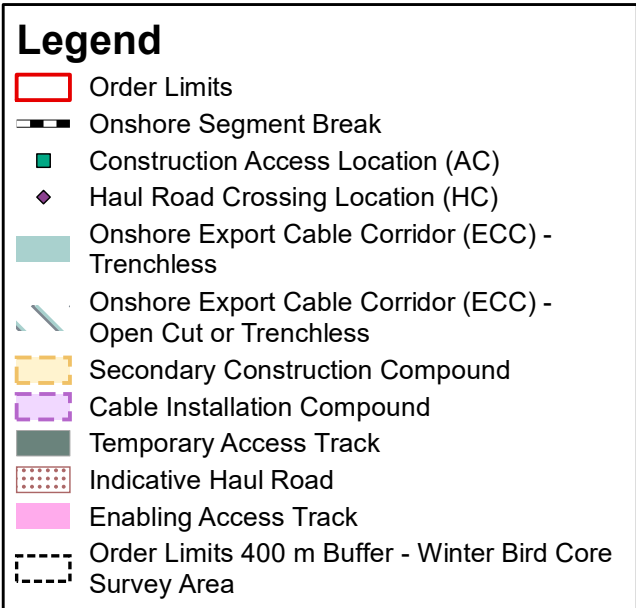 Legend
Order Limits
Onshore Segment Break
Construction Access Location (AC)
Haul Road Crossing Location (HC)
Onshore Export Cable Corridor (ECC) -
Trenchless
Onshore Export Cable Corridor (ECC) -
Open Cut or Trenchless
Secondary Construction Compound
Cable Installation Compound
Temporary Access Track
Indicative Haul Road
Enabling Access Track
Order Limits 400 m Buffer - Winter Bird Core
Survey Area